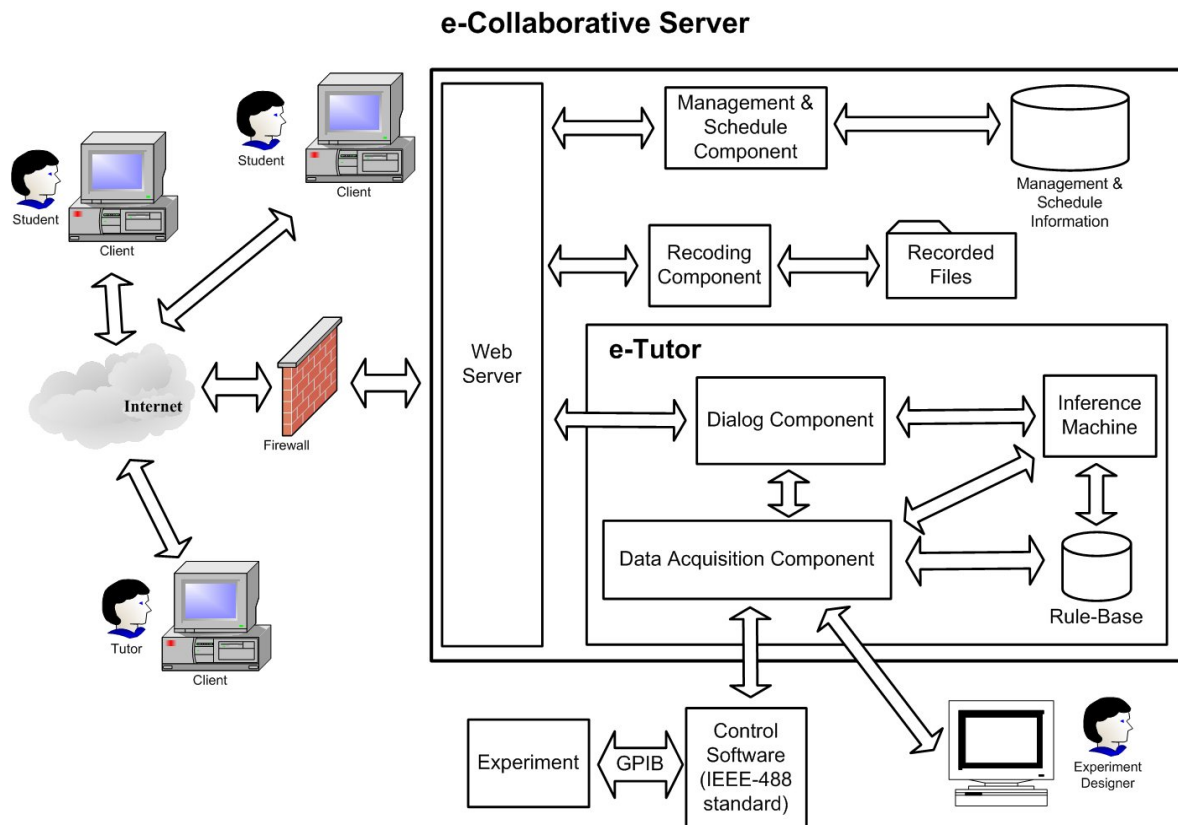 e-Collaborative Server
Student
Client
Student
Client
Internet
Firewall
Tutor
Client
Web
Server
Management &
Schedule
Component
Management &
Schedule
Information
Recoding
Component
Recorded
Files
e-Tutor
Dialog Component
Inference
Machine
Data Acquisition Component
Rule-Base
Experiment
GPIB
Control
Software
(IEEE-488
standard)
Experiment
Designer